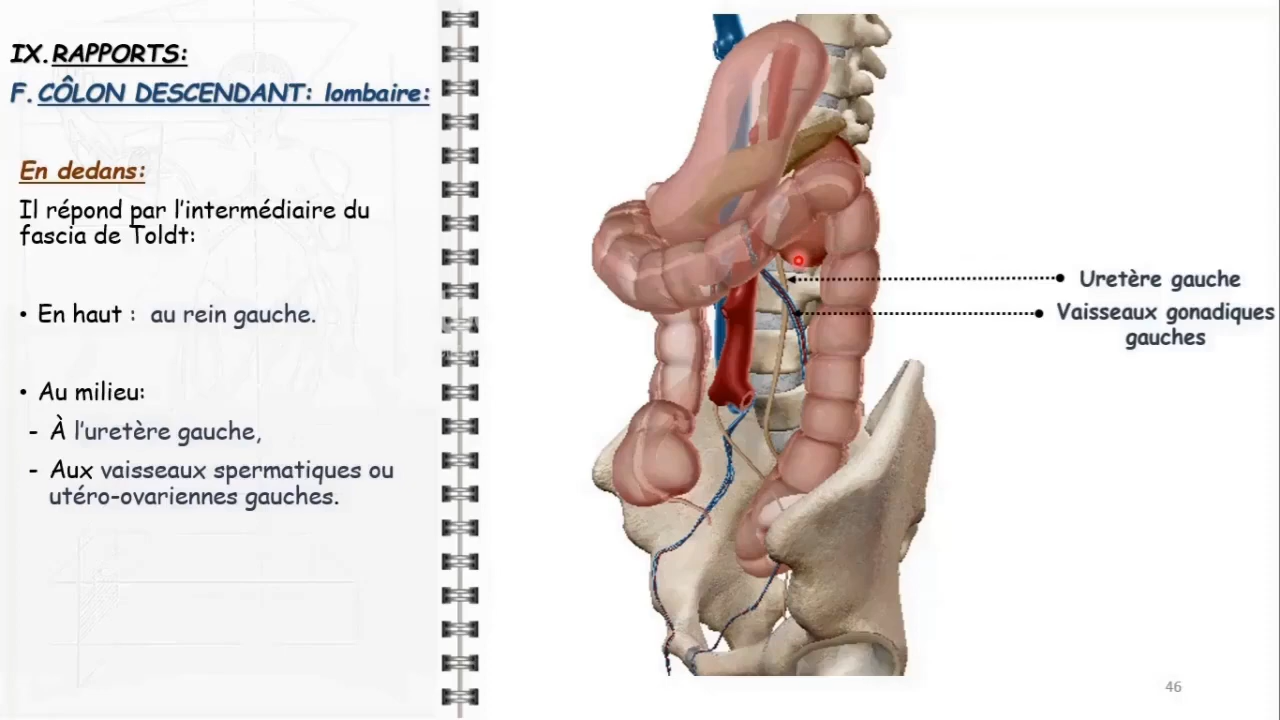 IX. RAPPORTS:
F. CÔLON DESCENDANT: lombaire:
En dedans:
Il répond par l'intermédiaire du
fascia de Toldt:
• En haut : au rein gauche.
• Au milieu:
- À l'uretère gauche,
- Aux vaisseaux spermatiques ou
utéro-ovariennes gauches.
Uretère gauche
Vaisseaux gonadiques
gauches
46